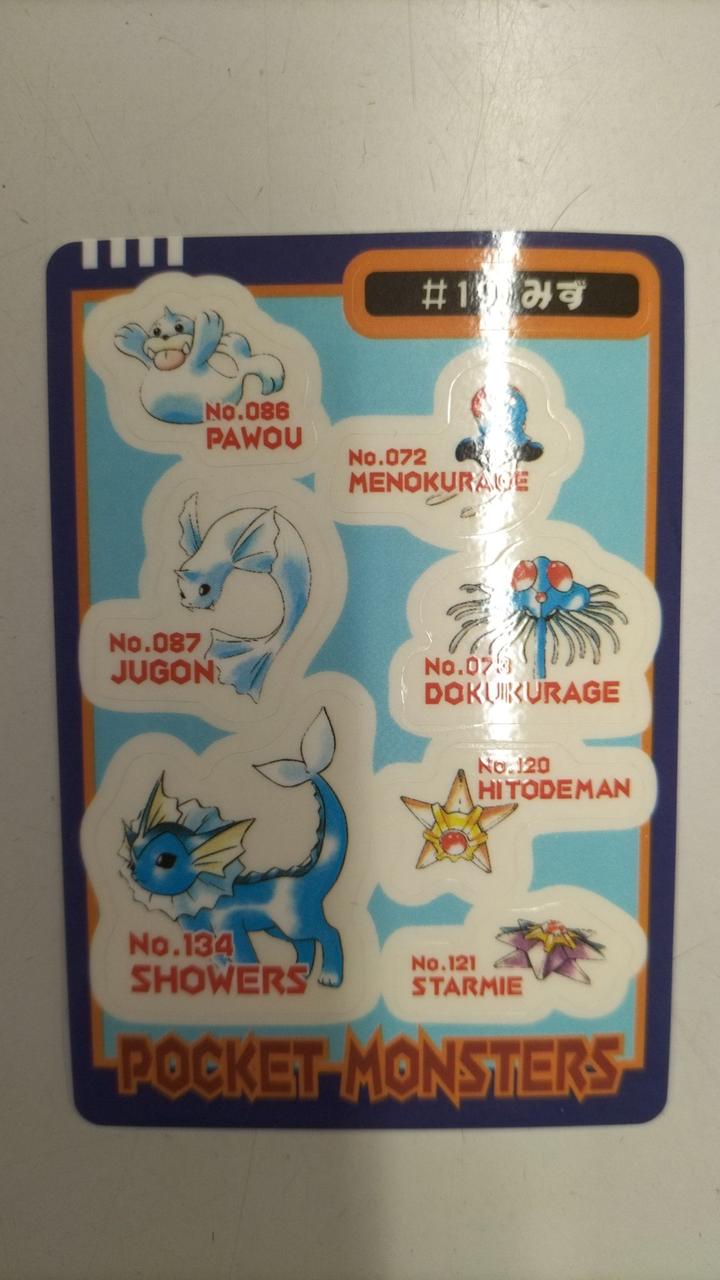 みず
No.086
PAWOU
No.072
MENOKURAGE
No.087
JUGON
DOKUKURAGE
No.120
HITODEMAN
No.134
SHOWERS
No.121
STARMIE
POCKET MONSTERS